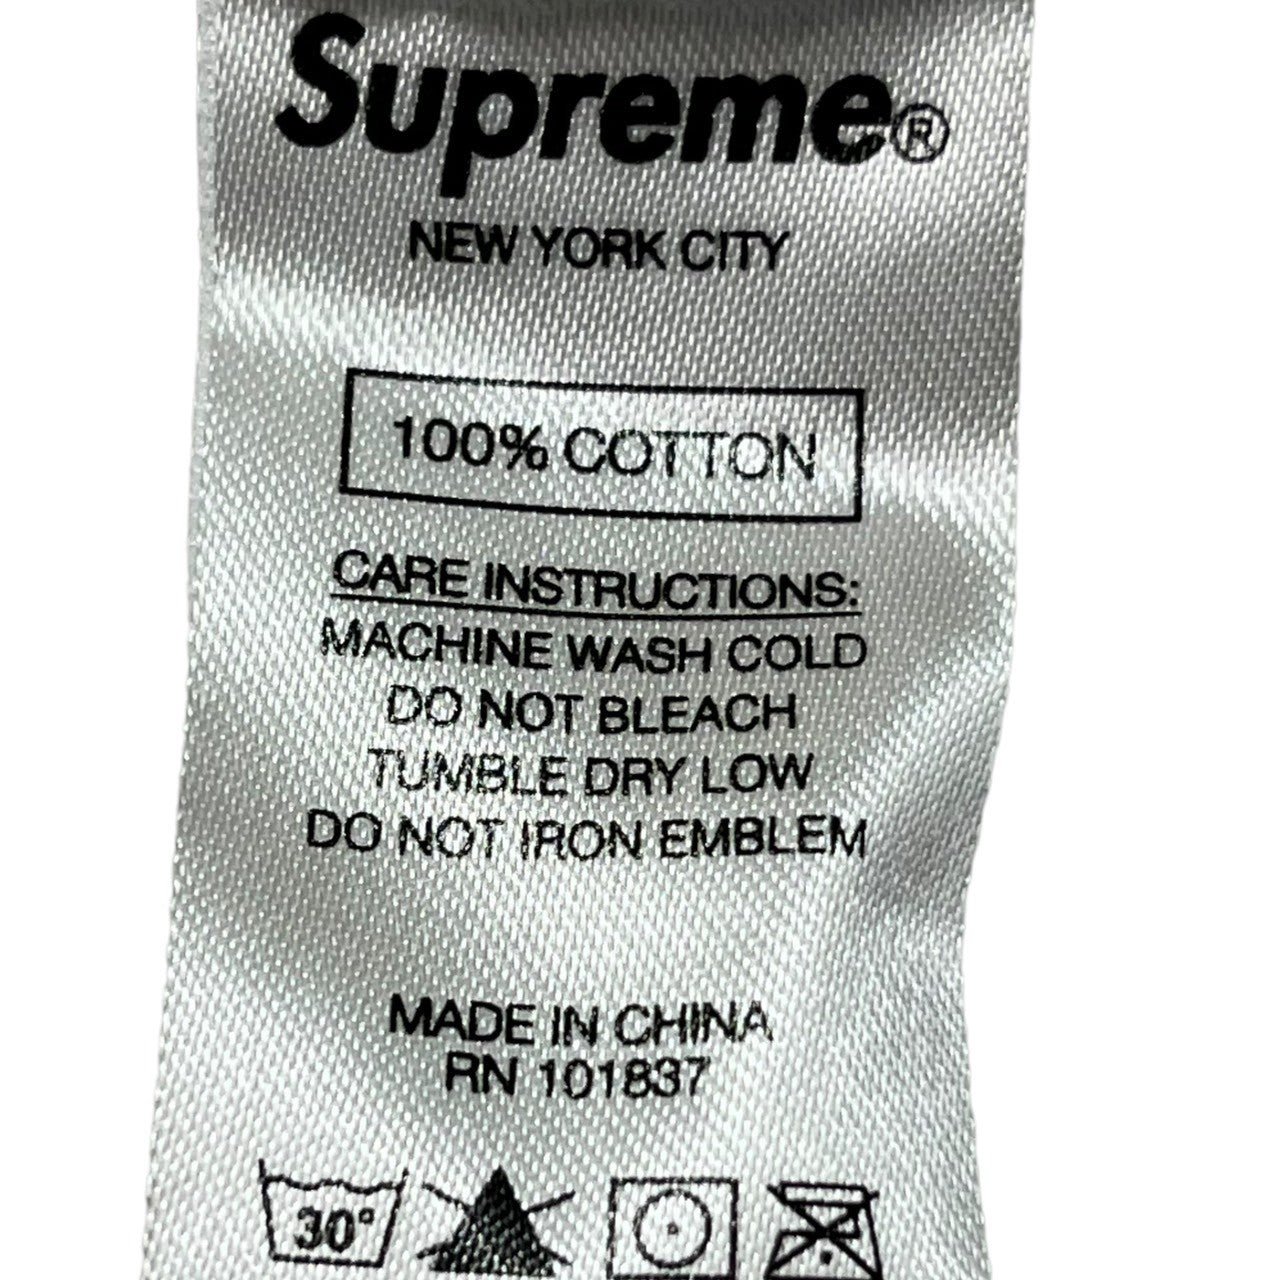 Supreme®
NEW YORK CITY
100% COTTON
CARE INSTRUCTIONS:
MACHINE WASH COLD
DO NOT BLEACH
TUMBLE DRY LOW
DO NOT IRON EMBLEM
MADE IN CHINA
RN 101837
30°